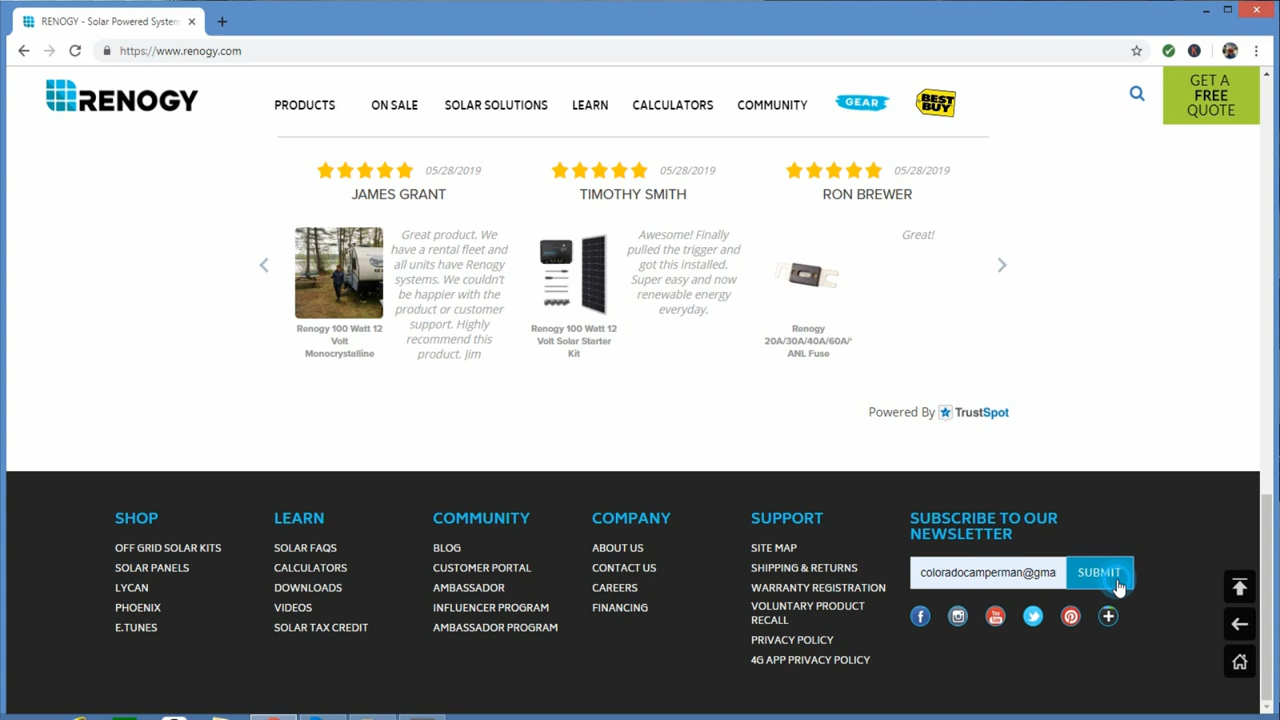 RENOGY - Solar Powered System
https://www.renogy.com
RENOGY
PRODUCTS
ON SALE
SOLAR SOLUTIONS
LEARN
CALCULATORS
COMMUNITY
GEAR
BEST BUY
GET A
FREE
QUOTE
05/28/2019
JAMES GRANT
Great product. We
have a rental fleet and
all units have Renogy
systems. We couldn't
be happier with the
product or customer
support. Highly
recommend this
product. Jim
Renogy 100 Watt 12
Volt
Monocrystalline
05/28/2019
TIMOTHY SMITH
Awesome! Finally
pulled the trigger and
got this installed.
Super easy and now
renewable energy
everyday.
Renogy 100 Watt 12
Volt Solar Starter
Kit
05/28/2019
RON BREWER
Great!
Renogy
20A/30A/40A/60A/
ANL Fuse
Powered By TrustSpot
SHOP
OFF GRID SOLAR KITS
SOLAR PANELS
LYCAN
PHOENIX
E.TUNES
LEARN
SOLAR FAQS
CALCULATORS
DOWNLOADS
VIDEOS
SOLAR TAX CREDIT
COMMUNITY
BLOG
CUSTOMER PORTAL
AMBASSADOR
INFLUENCER PROGRAM
AMBASSADOR PROGRAM
COMPANY
ABOUT US
CONTACT US
CAREERS
FINANCING
SUPPORT
SITE MAP
SHIPPING & RETURNS
WARRANTY REGISTRATION
VOLUNTARY PRODUCT
RECALL
PRIVACY POLICY
4G APP PRIVACY POLICY
SUBSCRIBE TO OUR
NEWSLETTER
coloradocamperman@gma
SUBMIT